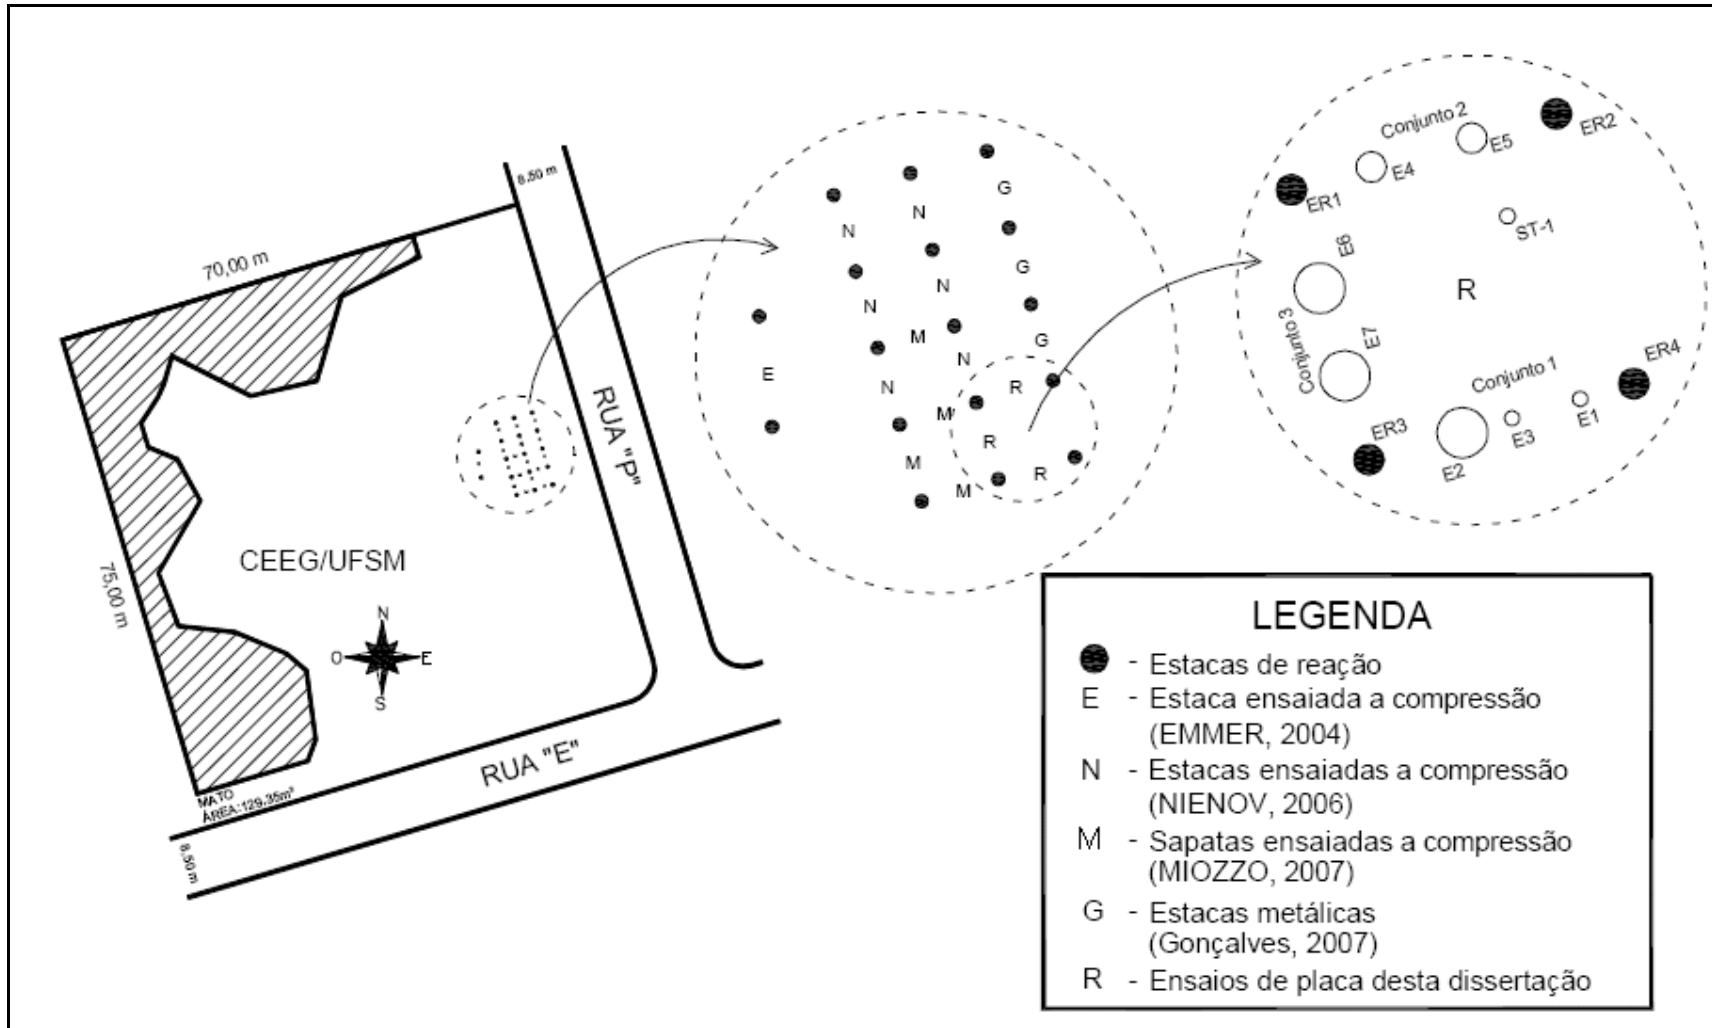 70,00 m
75,00 m
8.50 m
RUA "P"
CEEG/UFSM
N
O
E
S
RUA "E"
MATO
ÁREA:129.35m²
8,50 m
G
N
N
G
N
N
M
G
E
N
N
R
M
R
M
M
R
Conjunto 2
ER2
E5
E4
ER1
ST-1
E6
R
Conjunto 3
E7
ER4
Conjunto 1
E1
ER3
E3
E2
LEGENDA
- Estacas de reação
E - Estaca ensaiada a compressão
(EMMER, 2004)
N - Estacas ensaiadas a compressão
(NIENOV, 2006)
M - Sapatas ensaiadas a compressão
(MIOZZO, 2007)
G - Estacas metálicas
(Gonçalves, 2007)
R - Ensaios de placa desta dissertação